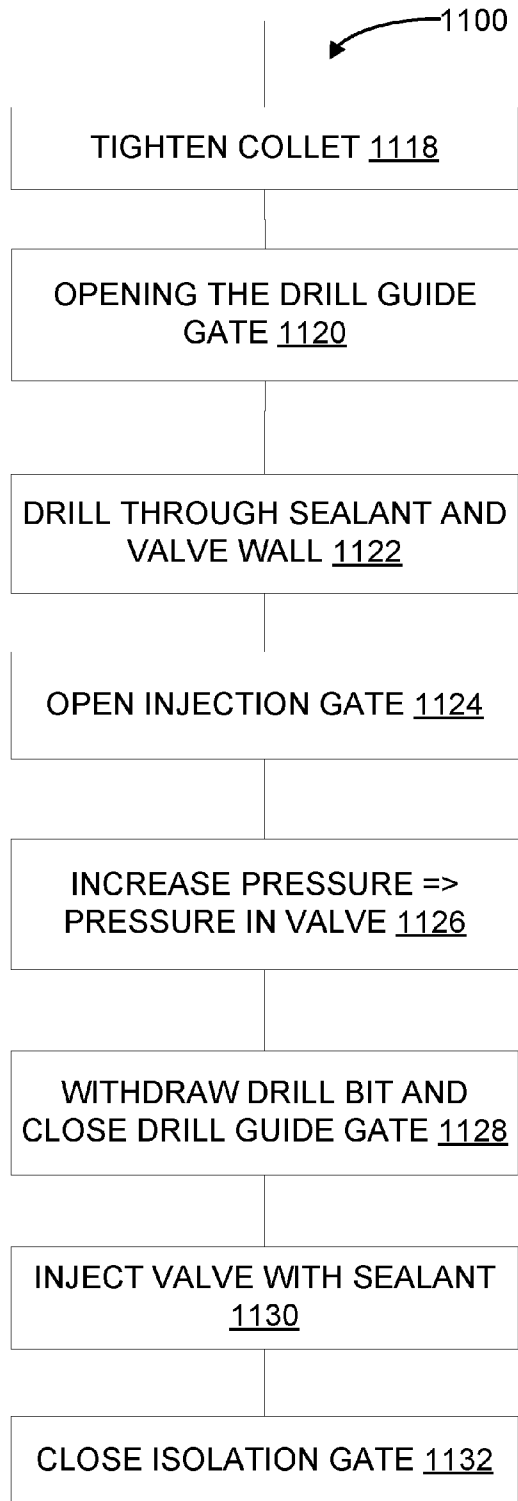 1100
TIGHTEN COLLET 1118
OPENING THE DRILL GUIDE
GATE 1120
DRILL THROUGH SEALANT AND
VALVE WALL 1122
OPEN INJECTION GATE 1124
INCREASE PRESSURE =>
PRESSURE IN VALVE 1126
WITHDRAW DRILL BIT AND
CLOSE DRILL GUIDE GATE 1128
INJECT VALVE WITH SEALANT
1130
CLOSE ISOLATION GATE 1132